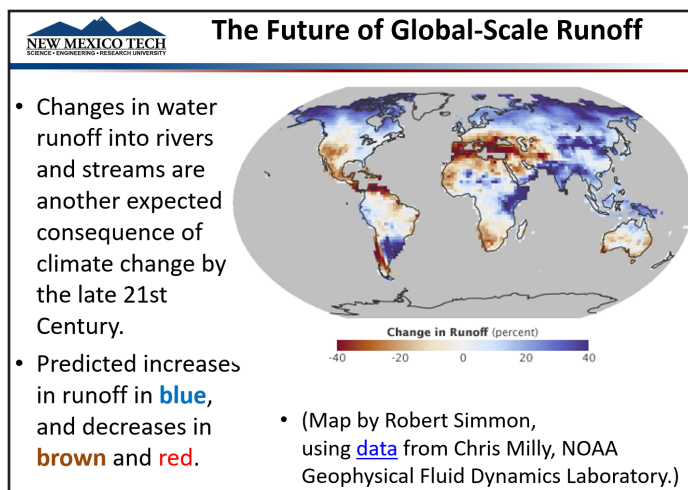 The Future of Global-Scale Runoff
NEW MEXICO TECH
SCIENCE • ENGINEERING • RESEARCH UNIVERSITY
• Changes in water
runoff into rivers
and streams are
another expected
consequence of
climate change by
the late 21st
Century.
• Predicted increases
in runoff in blue,
and decreases in
brown and red.
Change in Runoff (percent)
-40 -20 0 20 40
• (Map by Robert Simmon,
using data from Chris Milly, NOAA
Geophysical Fluid Dynamics Laboratory.)